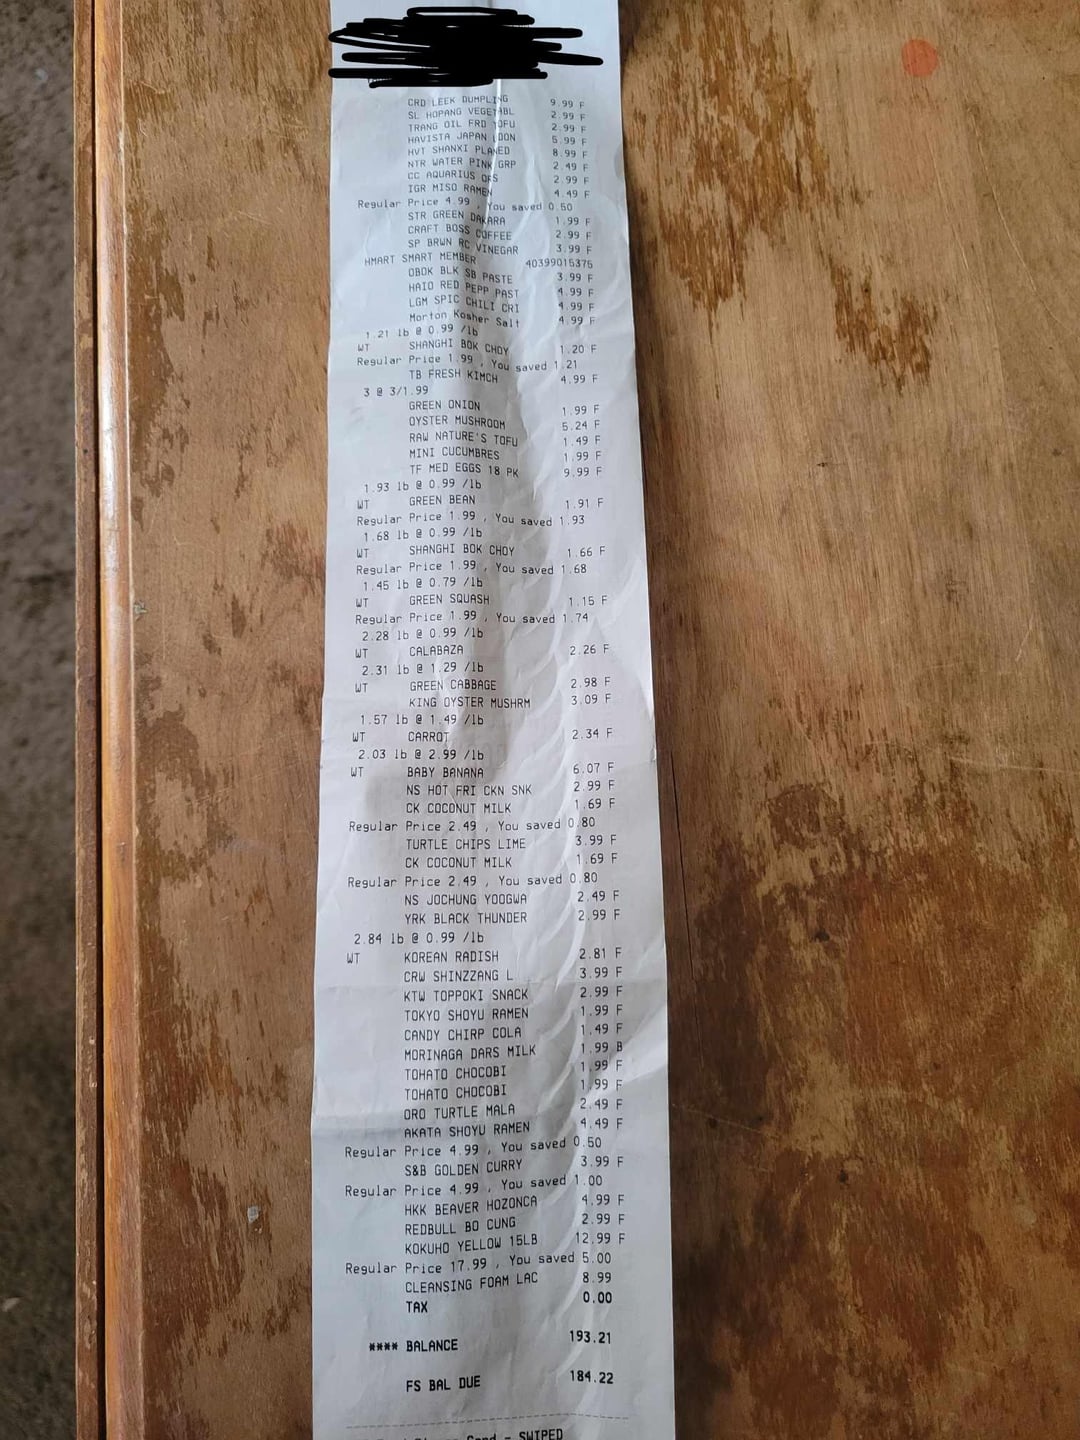 CRD LEEK DUMPLING 9.99 F
SL HOPANG VEGETABL 2.99 F
TRANG OIL FRD TOFU 2.99 F
HAVISTA JAPAN UDON 5.99 F
HVT SHANXI PLANED 8.99 F
NTR WATER PINK GRP 2.49 F
CC AQUARIUS ORS 2.99 F
IGR MISO RAMEN 4.49 F
Regular Price 4.99 , You saved 0.50
STR GREEN DAKARA 1.99 F
CRAFT BOSS COFFEE 2.99 F
SP BRWN RC VINEGAR 3.99 F
HMART SMART MEMBER 40399015375
OBOK BLK SB PASTE 3.99 F
HAIO RED PEPP PAST 4.99 F
LGM SPIC CHILI CRI 4.99 F
Morton Kosher Salt 4.99 F
1.21 lb @ 0.99 /lb
WT SHANGHI BOK CHOY 1.20 F
Regular Price 1.99 , You saved 1.21
TB FRESH KIMCH 4.99 F
3 @ 3/1.99
GREEN ONION 1.99 F
OYSTER MUSHROOM 5.24 F
RAW NATURE'S TOFU 1.49 F
MINI CUCUMBRES 1.99 F
TF MED EGGS 18 PK 9.99 F
1.93 lb @ 0.99 /lb
WT GREEN BEAN 1.91 F
Regular Price 1.99 , You saved 1.93
1.68 lb @ 0.99 /lb
WT SHANGHI BOK CHOY 1.66 F
Regular Price 1.99 , You saved 1.68
1.45 lb @ 0.79 /lb
WT GREEN SQUASH 1.15 F
Regular Price 1.99 , You saved 1.74
2.28 lb @ 0.99 /lb
WT CALABAZA 2.26 F
2.31 lb @ 1.29 /lb
WT GREEN CABBAGE 2.98 F
KING OYSTER MUSHRM 3.09 F
1.57 lb @ 1.49 /lb
WT CARROT 2.34 F
2.03 lb @ 2.99 /lb
WT BABY BANANA 6.07 F
NS HOT FRI CKN SNK 2.99 F
CK COCONUT MILK 1.69 F
Regular Price 2.49 , You saved 0.80
TURTLE CHIPS LIME 3.99 F
CK COCONUT MILK 1.69 F
Regular Price 2.49 , You saved 0.80
NS JOCHUNG YOOGWA 2.49 F
YRK BLACK THUNDER 2.99 F
2.84 lb @ 0.99 /lb
WT KOREAN RADISH 2.81 F
CRW SHINZZANG L 3.99 F
KTW TOPPOKI SNACK 2.99 F
TOKYO SHOYU RAMEN 1.99 F
CANDY CHIRP COLA 1.49 F
MORINAGA DARS MILK 1.99 B
TOHATO CHOCOBI 1.99 F
TOHATO CHOCOBI 1.99 F
ORO TURTLE MALA 2.49 F
AKATA SHOYU RAMEN 4.49 F
Regular Price 4.99 , You saved 0.50
S&B GOLDEN CURRY 3.99 F
Regular Price 4.99 , You saved 1.00
HKK BEAVER HOZONCA 4.99 F
REDBULL BO CUNG 2.99 F
KOKUHO YELLOW 15LB 12.99 F
Regular Price 17.99 , You saved 5.00
CLEANSING FOAM LAC 8.99
TAX 0.00
**** BALANCE 193.21
FS BAL DUE 184.22
- SWIPED